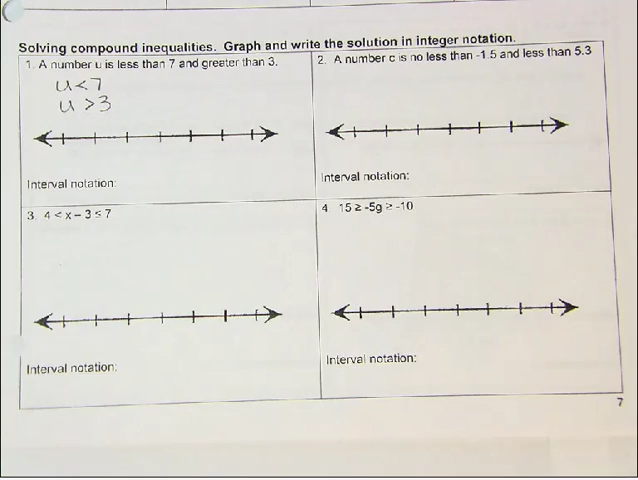 Solving compound inequalities. Graph and write the solution in integer notation.
1. A number u is less than 7 and greater than 3.
u < 7
u > 3
Interval notation:
2. A number c is no less than -1.5 and less than 5.3
Interval notation:
3. 4 < x – 3 ≤ 7
Interval notation:
4. 15 ≥ -5g ≥ -10
Interval notation:
7